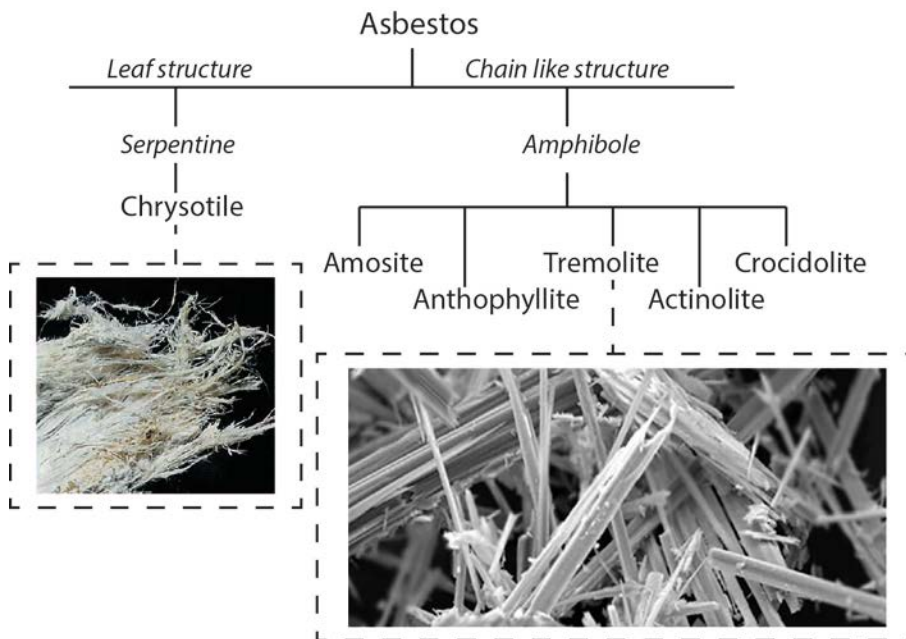 Asbestos
Leaf structure
Chain like structure
Serpentine
Amphibole
Chrysotile
Amosite
Tremolite
Crocidolite
Anthophyllite
Actinolite